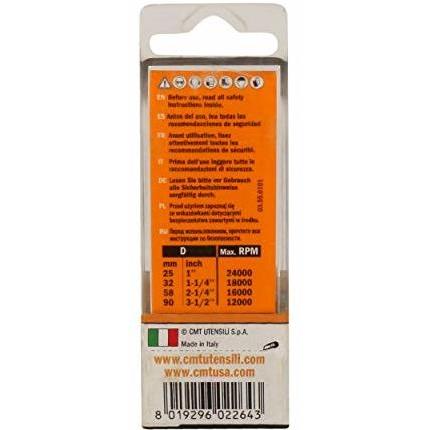 EN Before use, read all safety
instructions inside.
ES Antes del uso, lea todas las
recomendaciones de seguridad
FR Avant utilisation, lisez
attentivement toutes les
recommandations de sécurité.
IT Prima dell'uso leggere tutte le
raccomandazioni di sicurezza.
DE Lesen Sie bitte vor Gebrauch
alle Sicherheitshinweise
sorgfältig durch.
PL Przed użyciem zapoznaj się
ze wskazówkami dotyczącymi
bezpieczeństwa zawartymi w środku.
RU Перед использованием, прочтите все
инструкции по безопасности.
03.55.0101
D Max. RPM
mm inch
25 1" 24000
32 1-1/4" 18000
58 2-1/4" 16000
90 3-1/2" 12000
© CMT UTENSILI S.p.A.
Made in Italy
www.cmtutensili.com
www.cmtusa.com
8 019296 022643